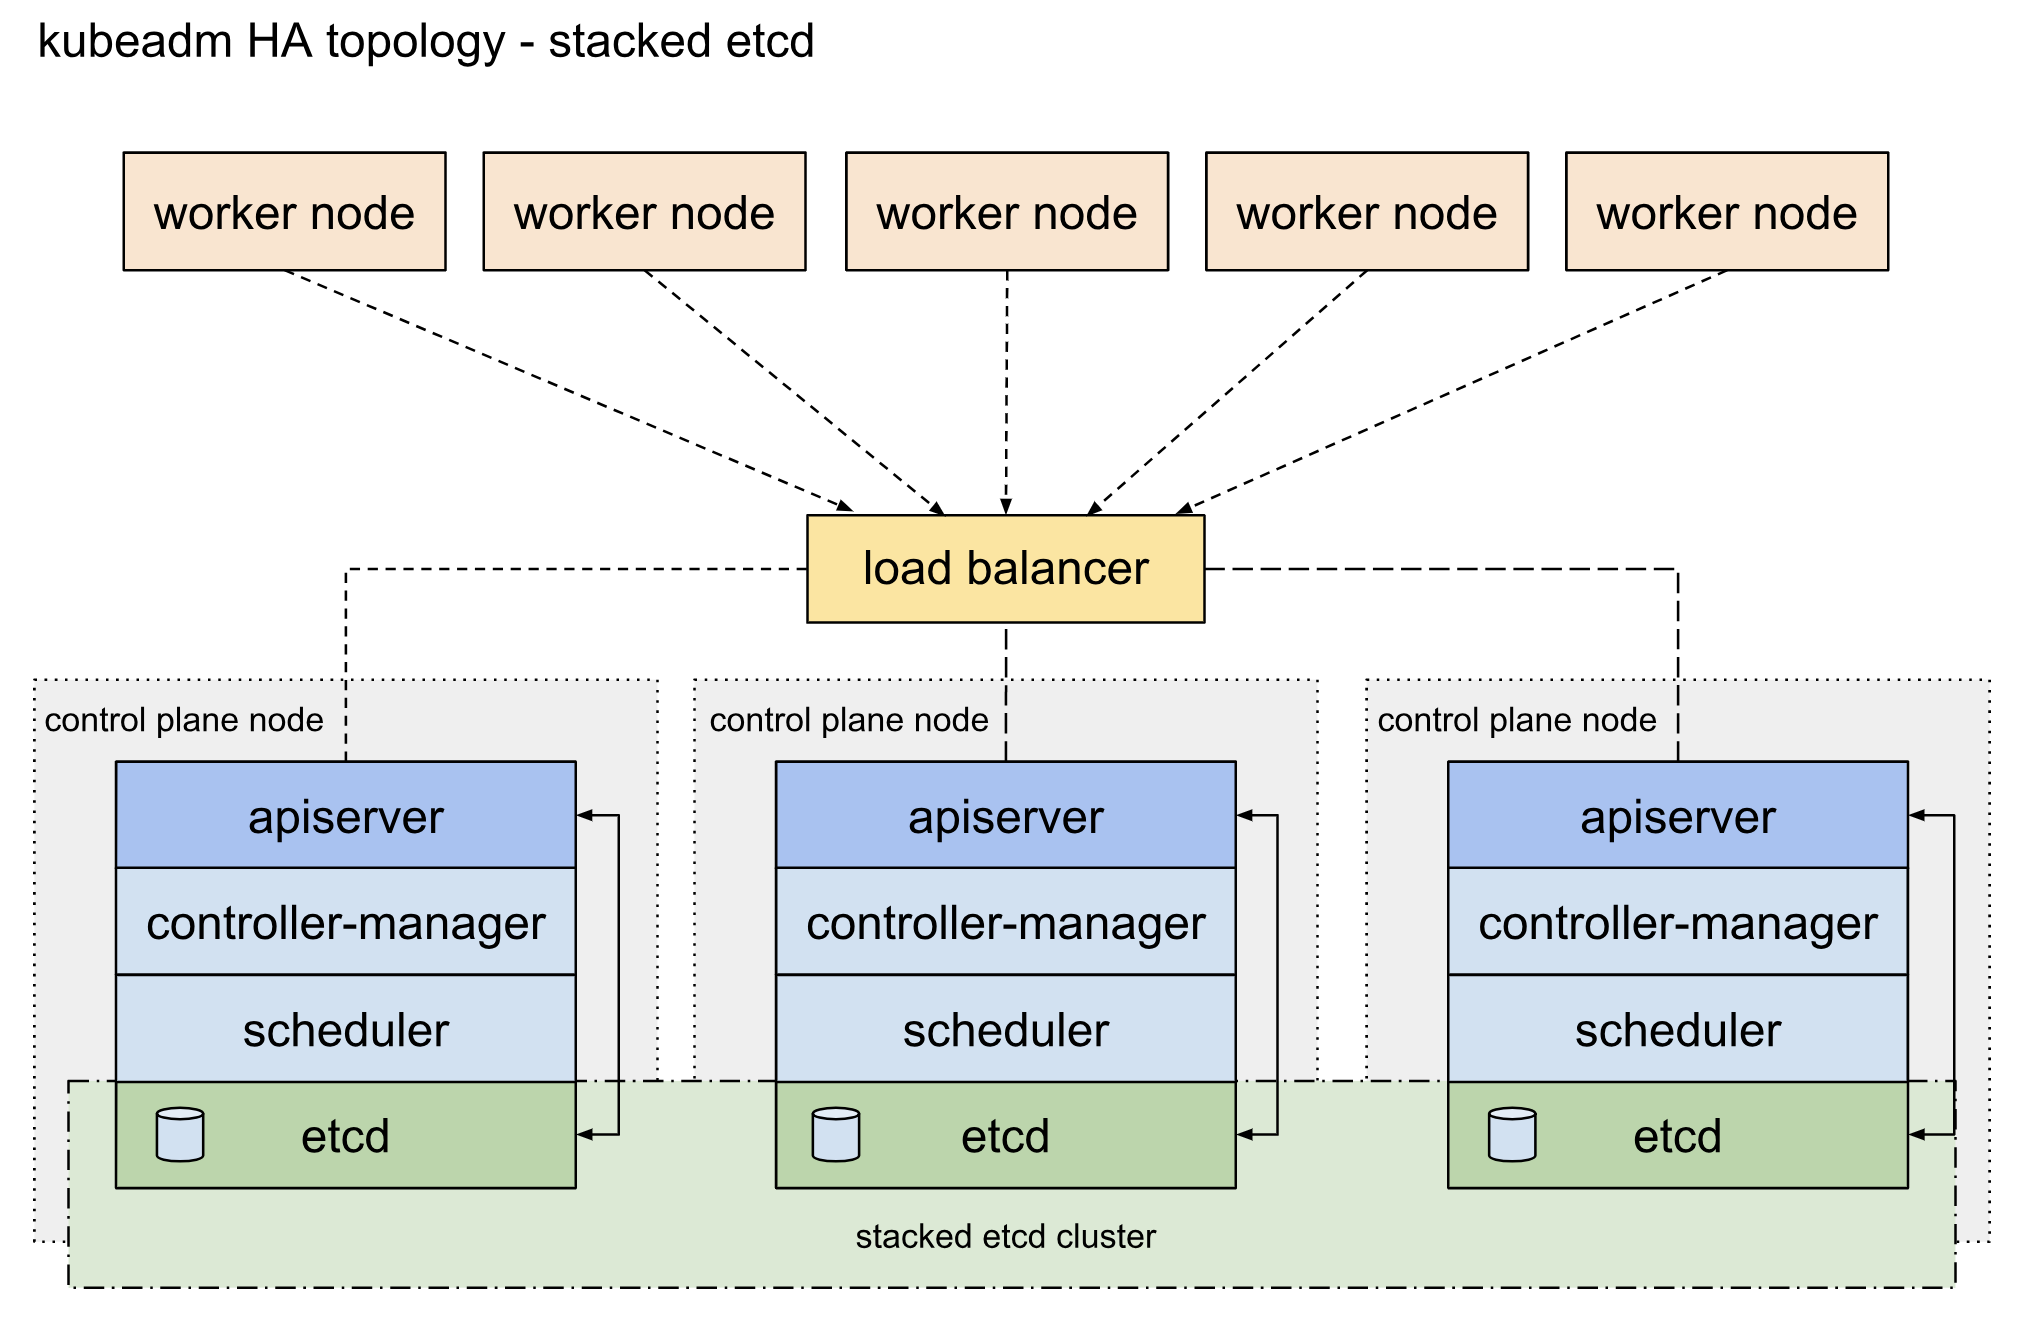 kubeadm HA topology - stacked etcd
worker node
worker node
worker node
worker node
worker node
load balancer
control plane node
control plane node
control plane node
apiserver
controller-manager
scheduler
etcd
apiserver
controller-manager
scheduler
etcd
apiserver
controller-manager
scheduler
etcd
stacked etcd cluster